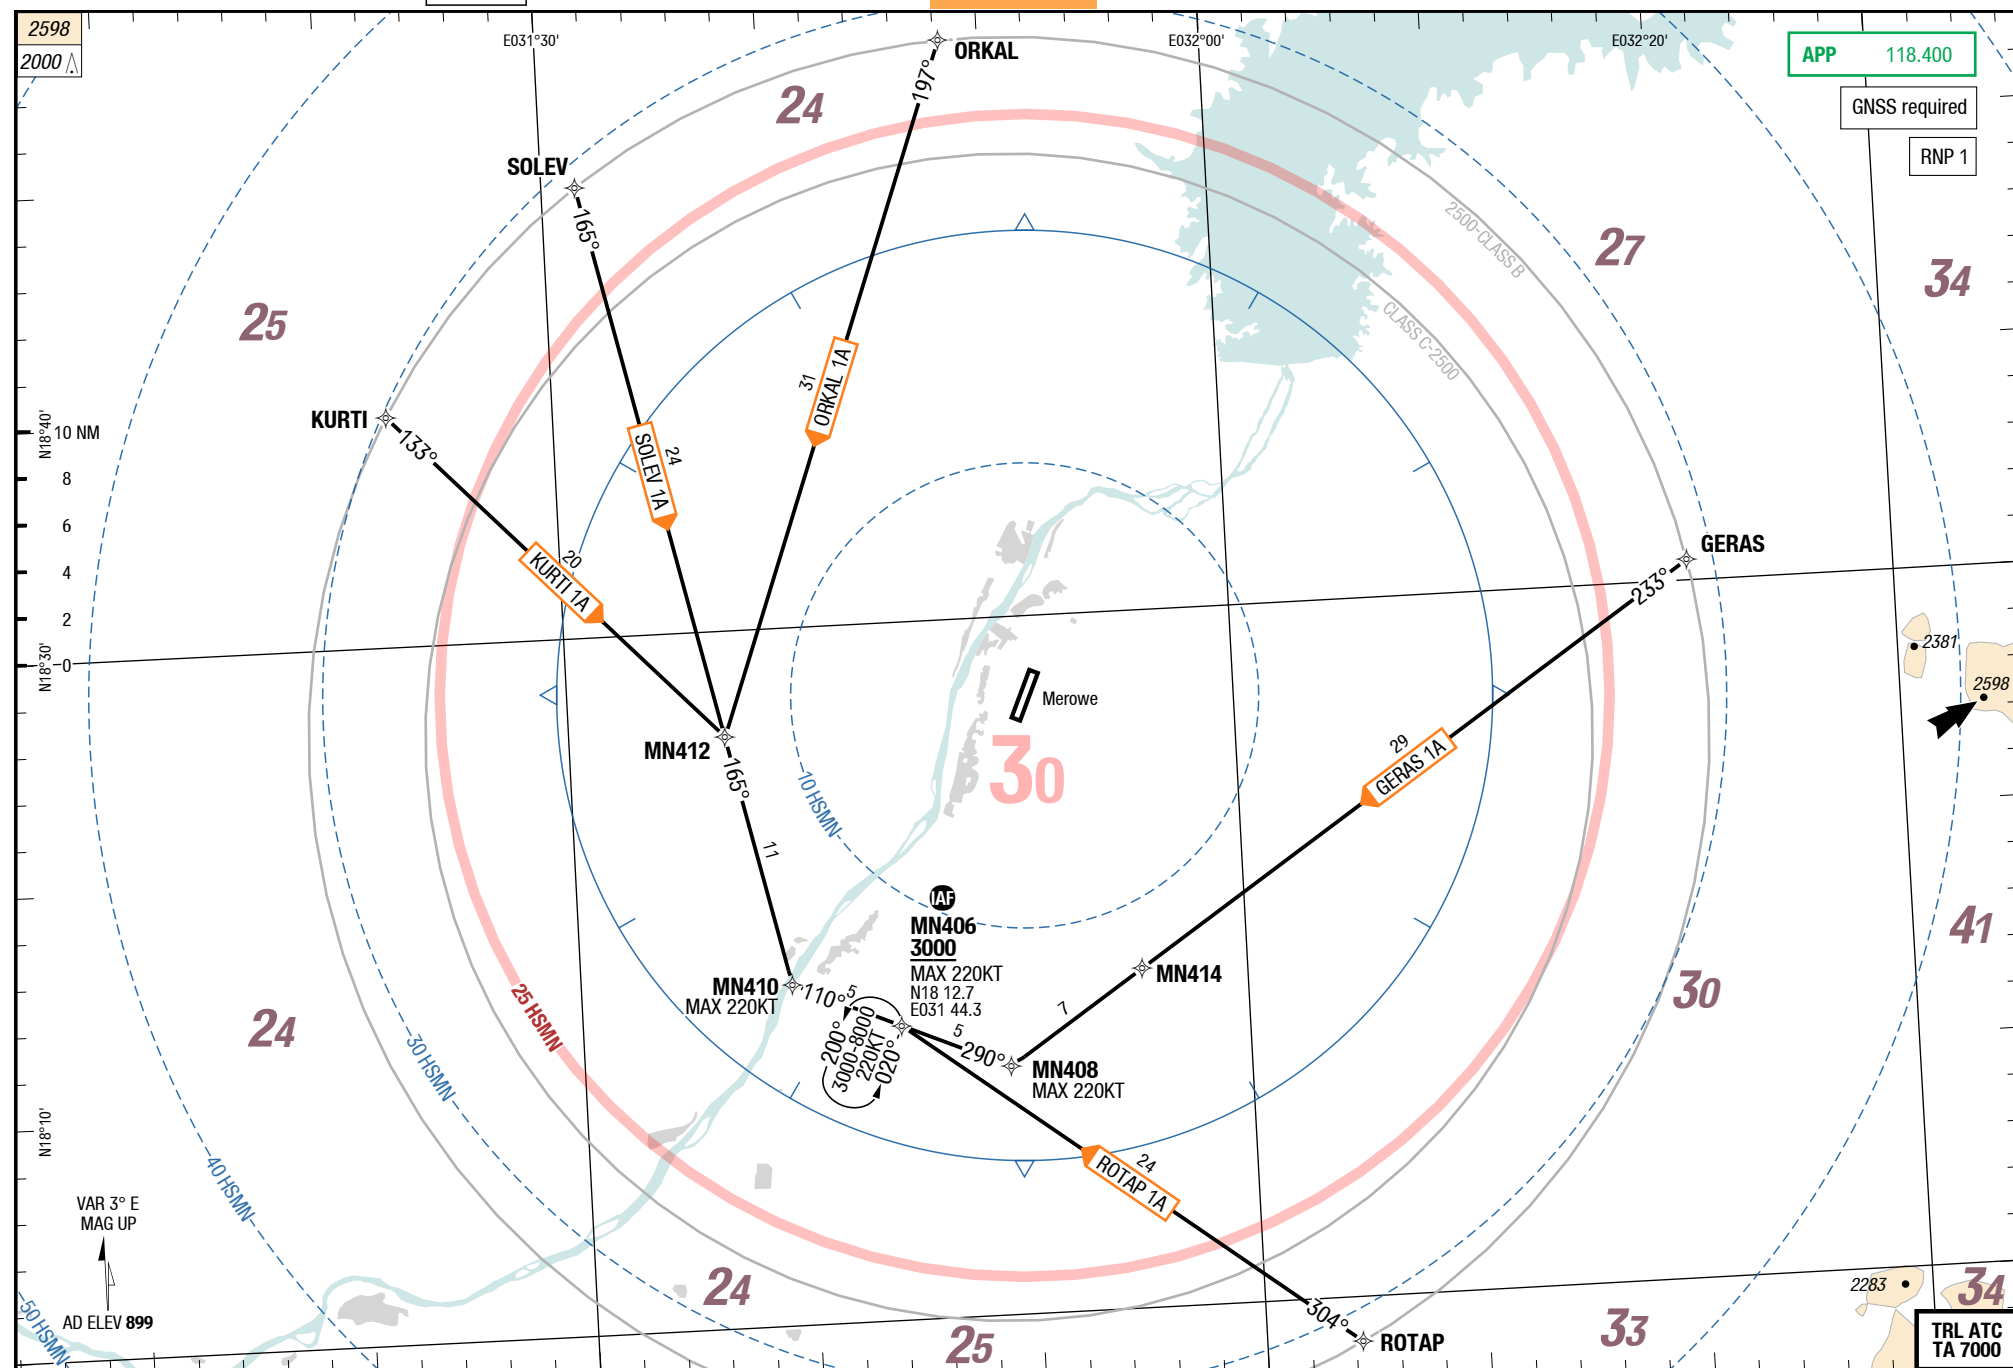 2598
2000
E031°30'
E032°00'
E032°20'
ORKAL
197°
APP 118.400
GNSS required
RNP 1
24
SOLEV
165°
2500-CLASS B
27
34
25
CLASS C-2500
31
ORKAL 1A
KURTI
133°
N18°40'
10 NM
8
6
4
2
0
N18°30'
24
SOLEV 1A
20
KURTI 1A
GERAS
233°
2381
2598
Merowe
30
MN412
165°
11
10 HSMN
29
GERAS 1A
IAF
MN406
3000
MAX 220KT
N18 12.7
E031 44.3
41
MN414
7
MN410
MAX 220KT
110°
5
30
25 HSMN
24
200°
3000-8000
220KT
020°
5
290°
MN408
MAX 220KT
30 HSMN
N18°10'
40 HSMN
24
ROTAP 1A
VAR 3° E
MAG UP
AD ELEV 899
50 HSMN
24
25
304°
ROTAP
33
2283
34
TRL ATC
TA 7000